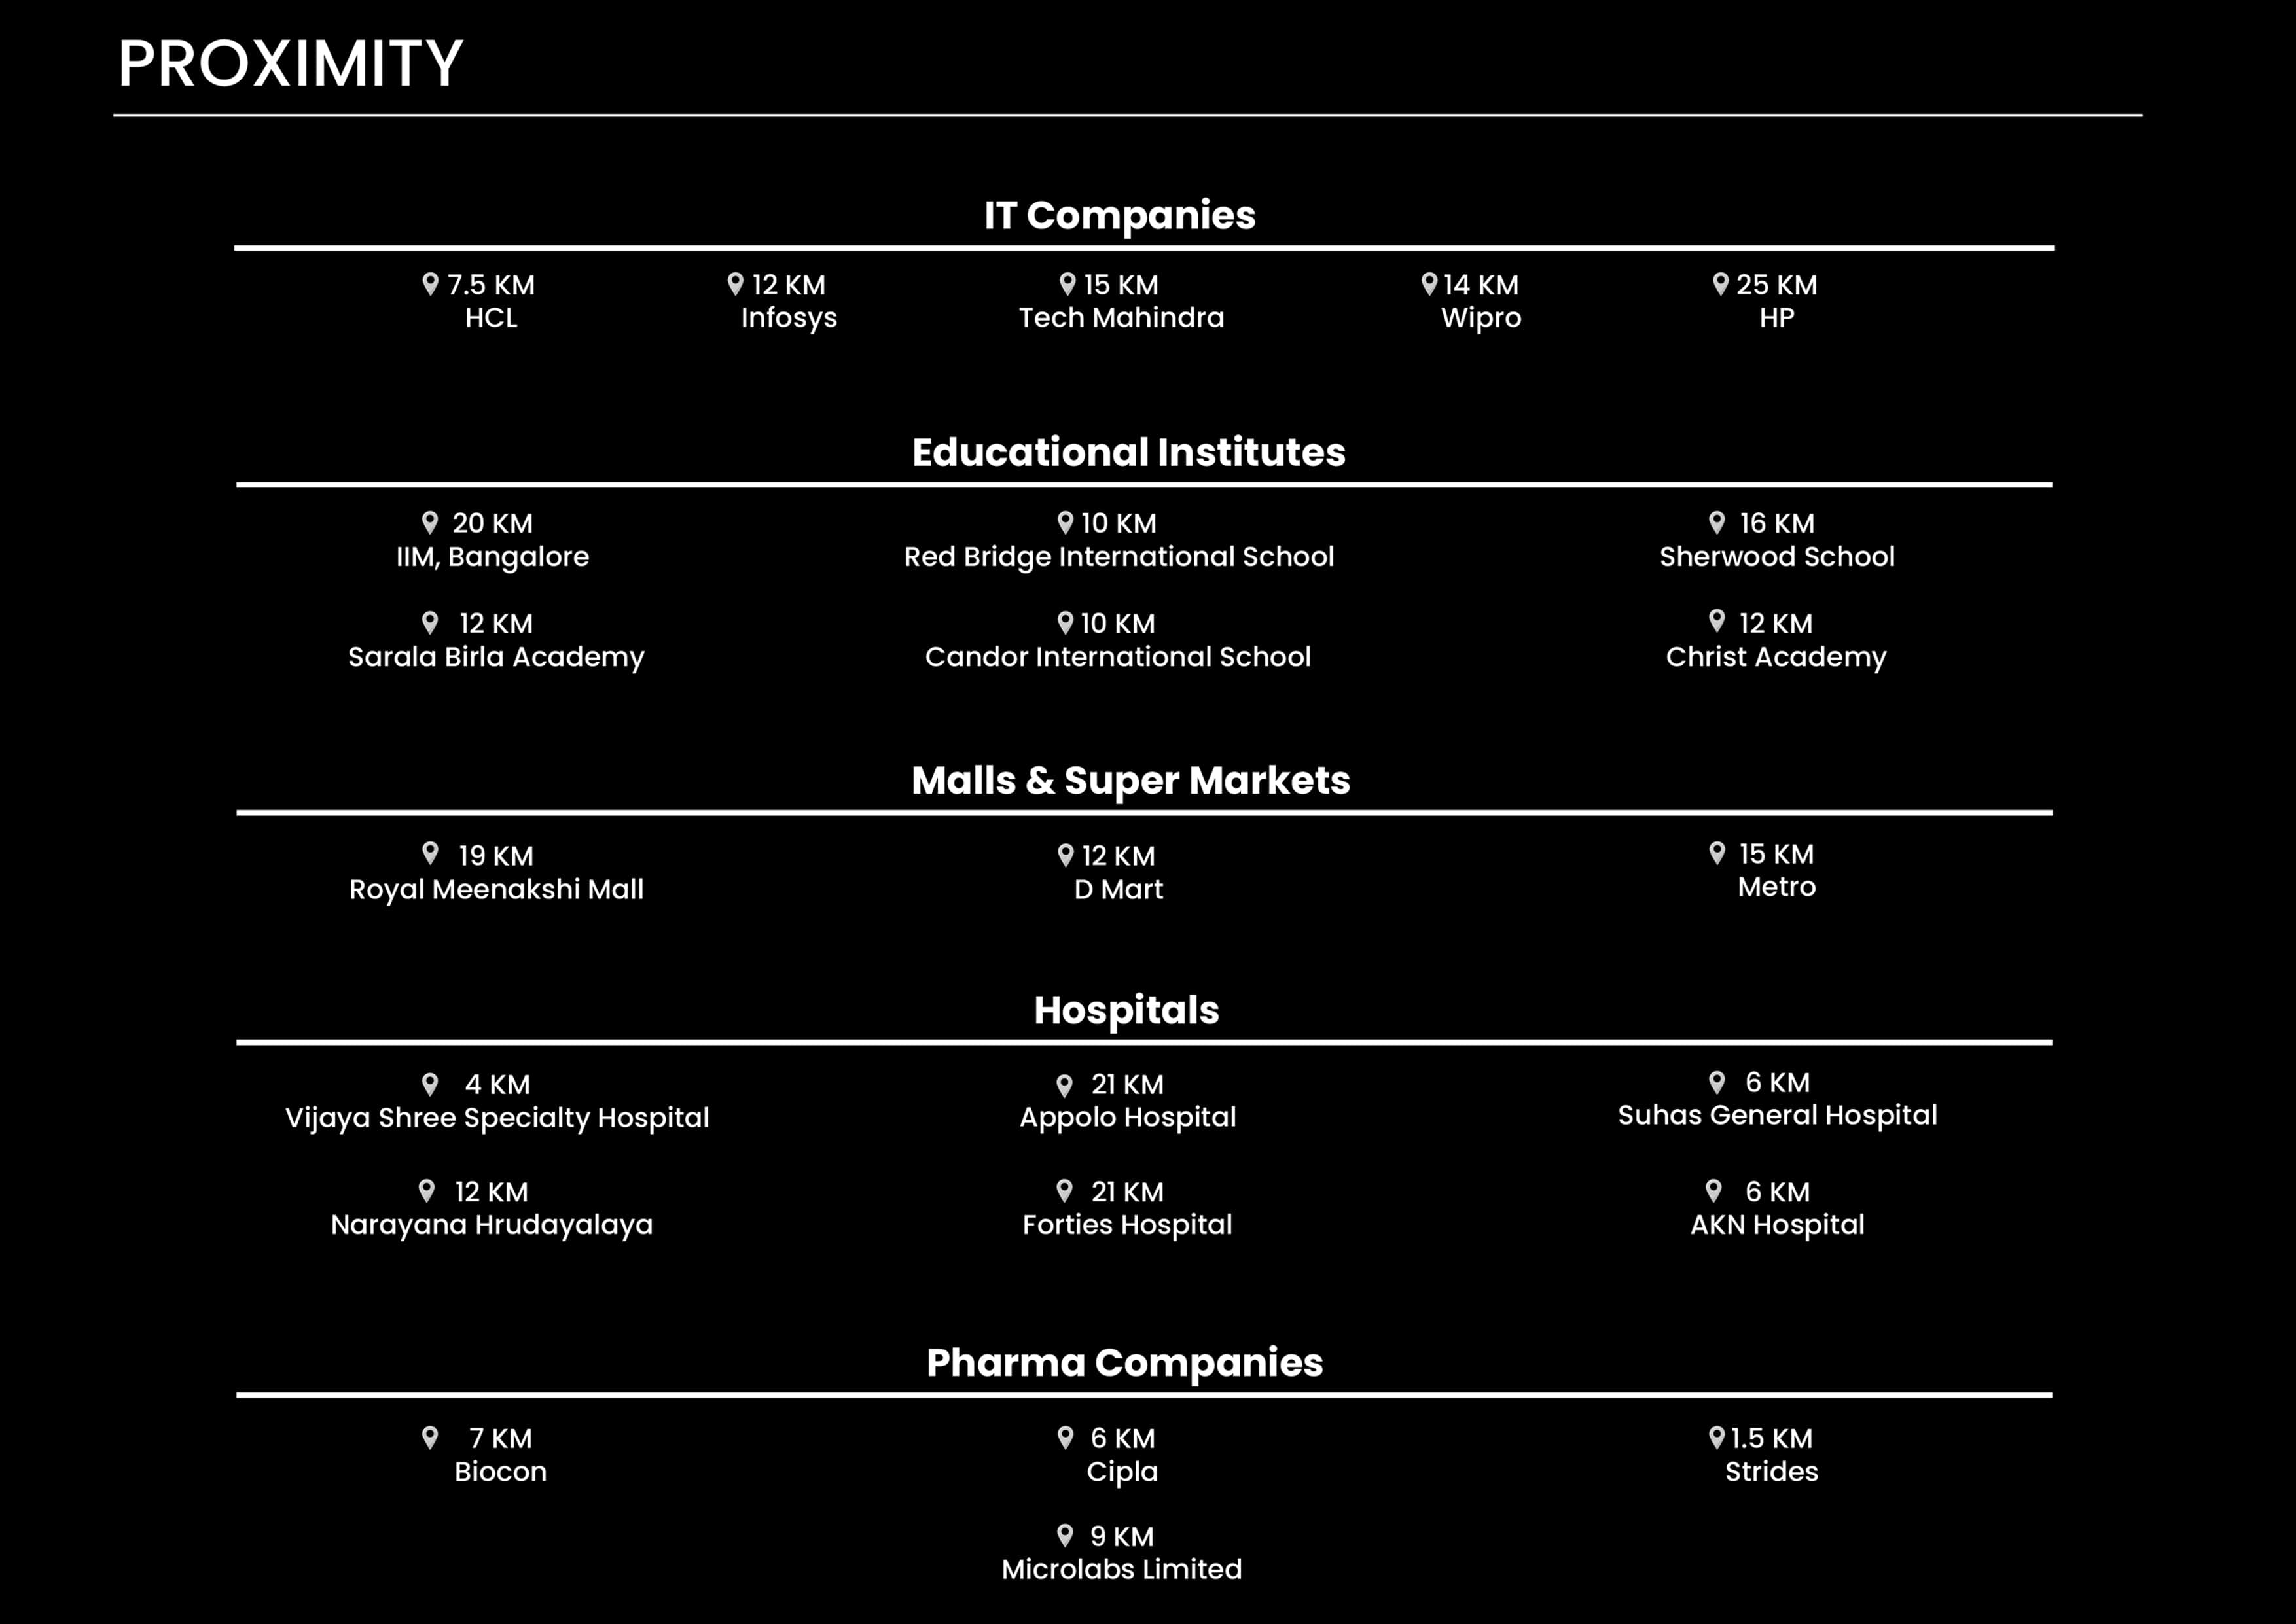 PROXIMITY
IT Companies
7.5 KM
HCL
12 KM
Infosys
15 KM
Tech Mahindra
14 KM
Wipro
25 KM
HP
Educational Institutes
20 KM
IIM, Bangalore
10 KM
Red Bridge International School
16 KM
Sherwood School
12 KM
Sarala Birla Academy
10 KM
Candor International School
12 KM
Christ Academy
Malls & Super Markets
19 KM
Royal Meenakshi Mall
12 KM
D Mart
15 KM
Metro
Hospitals
4 KM
Vijaya Shree Specialty Hospital
21 KM
Appolo Hospital
6 KM
Suhas General Hospital
12 KM
Narayana Hrudayalaya
21 KM
Forties Hospital
6 KM
AKN Hospital
Pharma Companies
7 KM
Biocon
6 KM
Cipla
1.5 KM
Strides
9 KM
Microlabs Limited